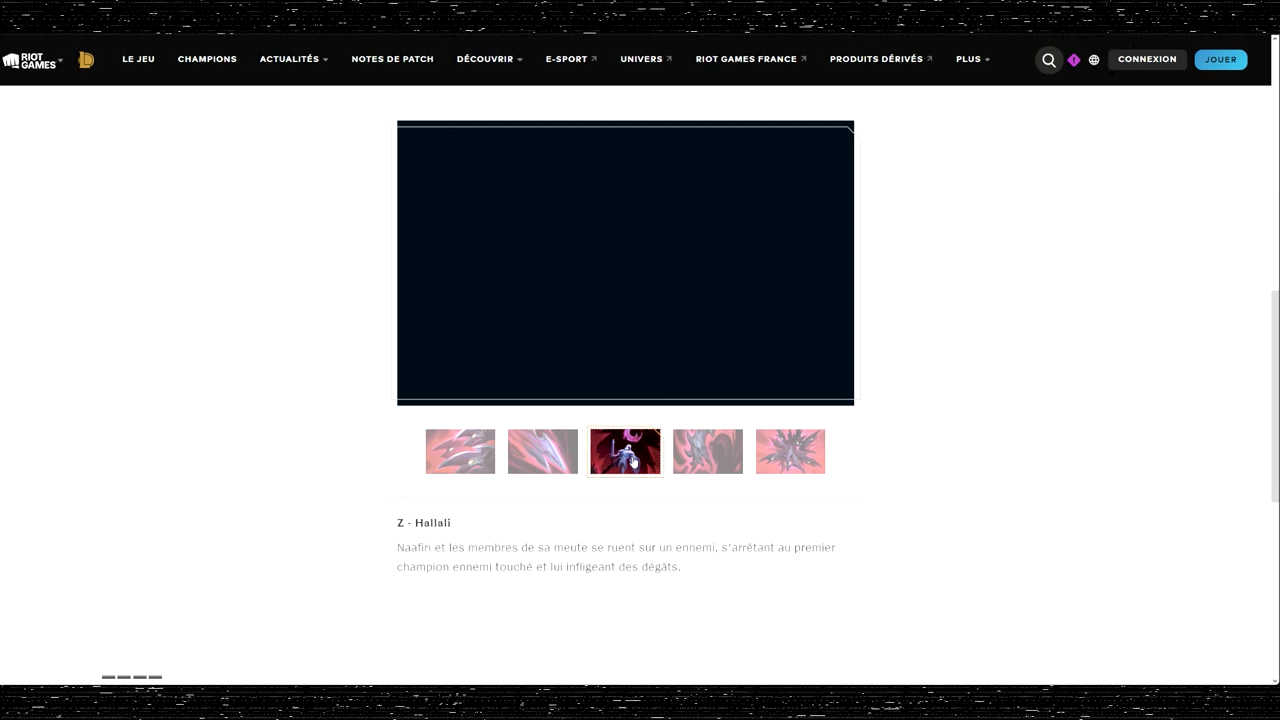 RIOT GAMES
LE JEU CHAMPIONS ACTUALITÉS NOTES DE PATCH DÉCOUVRIR E-SPORT UNIVERS RIOT GAMES FRANCE PRODUITS DÉRIVÉS PLUS CONNEXION JOUER
Z - Hallali
Naafiri et les membres de sa meute se ruent sur un ennemi, s'arrêtant au premier
champion ennemi touché et lui infligeant des dégâts.